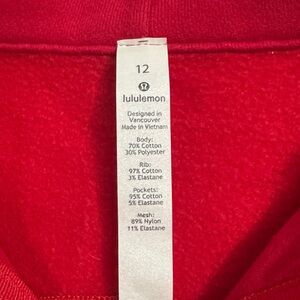 12
lululemon
Designed in
Vancouver
Made in Vietnam
Body:
70% Cotton
30% Polyester
Rib:
97% Cotton
3% Elastane
Pockets:
95% Cotton
5% Elastane
Mesh:
89% Nylon
11% Elastane